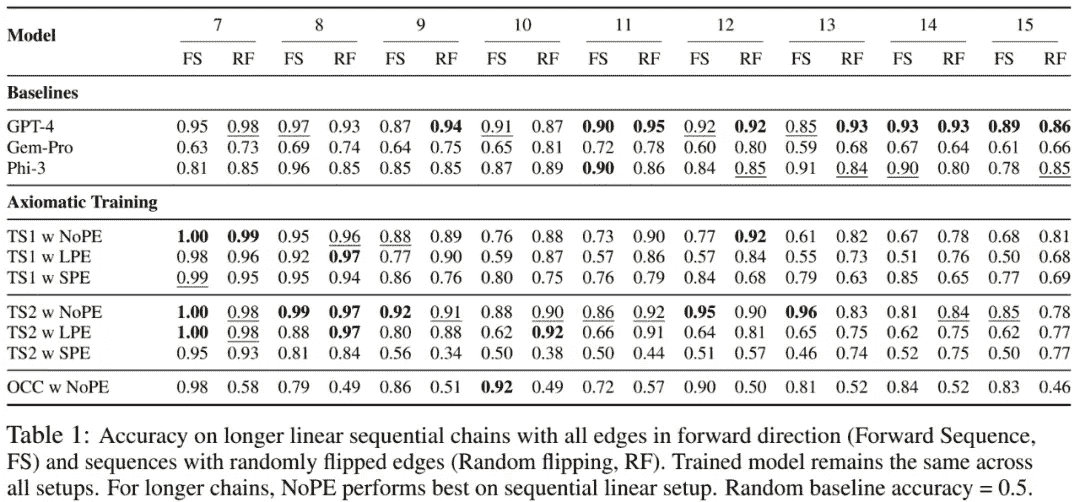 Model 7 8 9 10 11 12 13 14 15
FS RF FS RF FS RF FS RF FS RF FS RF FS RF FS RF FS RF
Baselines
GPT-4 0.95 0.98 0.97 0.93 0.87 0.94 0.91 0.87 0.90 0.95 0.92 0.92 0.85 0.93 0.93 0.93 0.89 0.86
Gem-Pro 0.63 0.73 0.69 0.74 0.64 0.75 0.65 0.81 0.72 0.78 0.60 0.80 0.59 0.68 0.67 0.64 0.61 0.66
Phi-3 0.81 0.85 0.96 0.85 0.85 0.85 0.87 0.89 0.90 0.86 0.84 0.85 0.91 0.84 0.90 0.80 0.78 0.85
Axiomatic Training
TS1 w NoPE 1.00 0.99 0.95 0.96 0.88 0.89 0.76 0.88 0.73 0.90 0.77 0.92 0.61 0.82 0.67 0.78 0.68 0.81
TS1 w LPE 0.98 0.96 0.92 0.97 0.77 0.90 0.59 0.87 0.57 0.86 0.57 0.84 0.55 0.73 0.51 0.76 0.50 0.68
TS1 w SPE 0.99 0.95 0.95 0.94 0.86 0.76 0.80 0.75 0.76 0.79 0.84 0.68 0.79 0.63 0.85 0.65 0.77 0.69
TS2 w NoPE 1.00 0.98 0.99 0.97 0.92 0.91 0.88 0.90 0.86 0.92 0.95 0.90 0.96 0.83 0.81 0.84 0.85 0.78
TS2 w LPE 1.00 0.98 0.88 0.97 0.80 0.88 0.62 0.92 0.66 0.91 0.64 0.81 0.65 0.75 0.62 0.75 0.62 0.77
TS2 w SPE 0.95 0.93 0.81 0.84 0.56 0.34 0.50 0.38 0.50 0.44 0.51 0.57 0.46 0.74 0.52 0.75 0.50 0.77
OCC w NoPE 0.98 0.58 0.79 0.49 0.86 0.51 0.92 0.49 0.72 0.57 0.90 0.50 0.81 0.52 0.84 0.52 0.83 0.46
Table 1: Accuracy on longer linear sequential chains with all edges in forward direction (Forward Sequence,
FS) and sequences with randomly flipped edges (Random flipping, RF). Trained model remains the same across
all setups. For longer chains, NoPE performs best on sequential linear setup. Random baseline accuracy = 0.5.